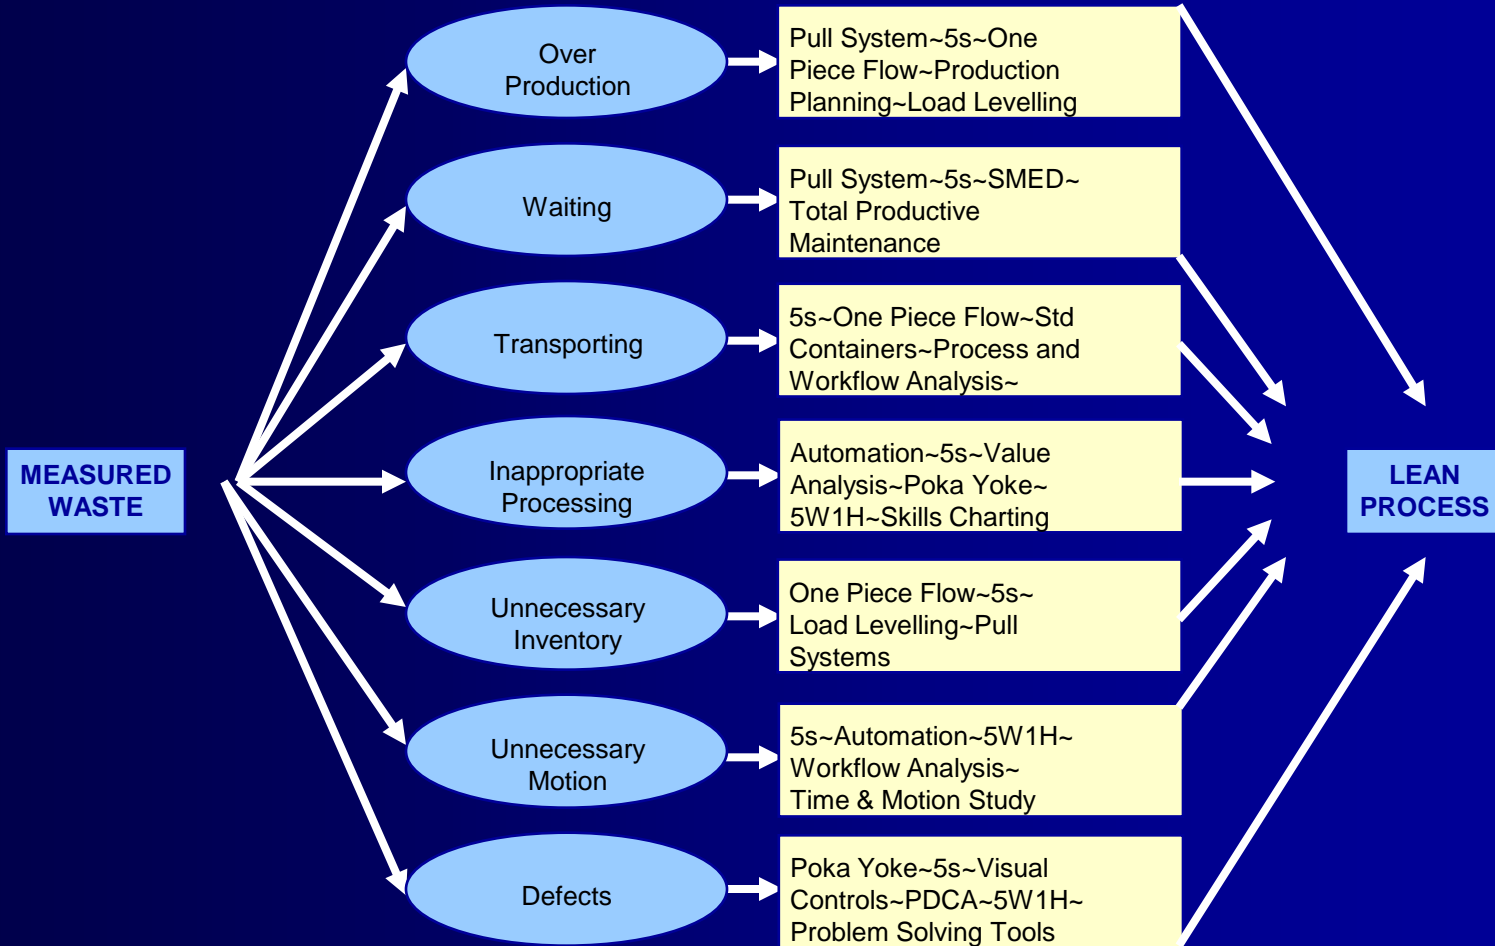 Over
Production
Pull System~5s~One
Piece Flow~Production
Planning~Load Levelling
Waiting
Pull System~5s~SMED~
Total Productive
Maintenance
Transporting
5s~One Piece Flow~Std
Containers~Process and
Workflow Analysis~
MEASURED
WASTE
Inappropriate
Processing
Automation~5s~Value
Analysis~Poka Yoke~
5W1H~Skills Charting
LEAN
PROCESS
Unnecessary
Inventory
One Piece Flow~5s~
Load Levelling~Pull
Systems
Unnecessary
Motion
5s~Automation~5W1H~
Workflow Analysis~
Time & Motion Study
Defects
Poka Yoke~5s~Visual
Controls~PDCA~5W1H~
Problem Solving Tools